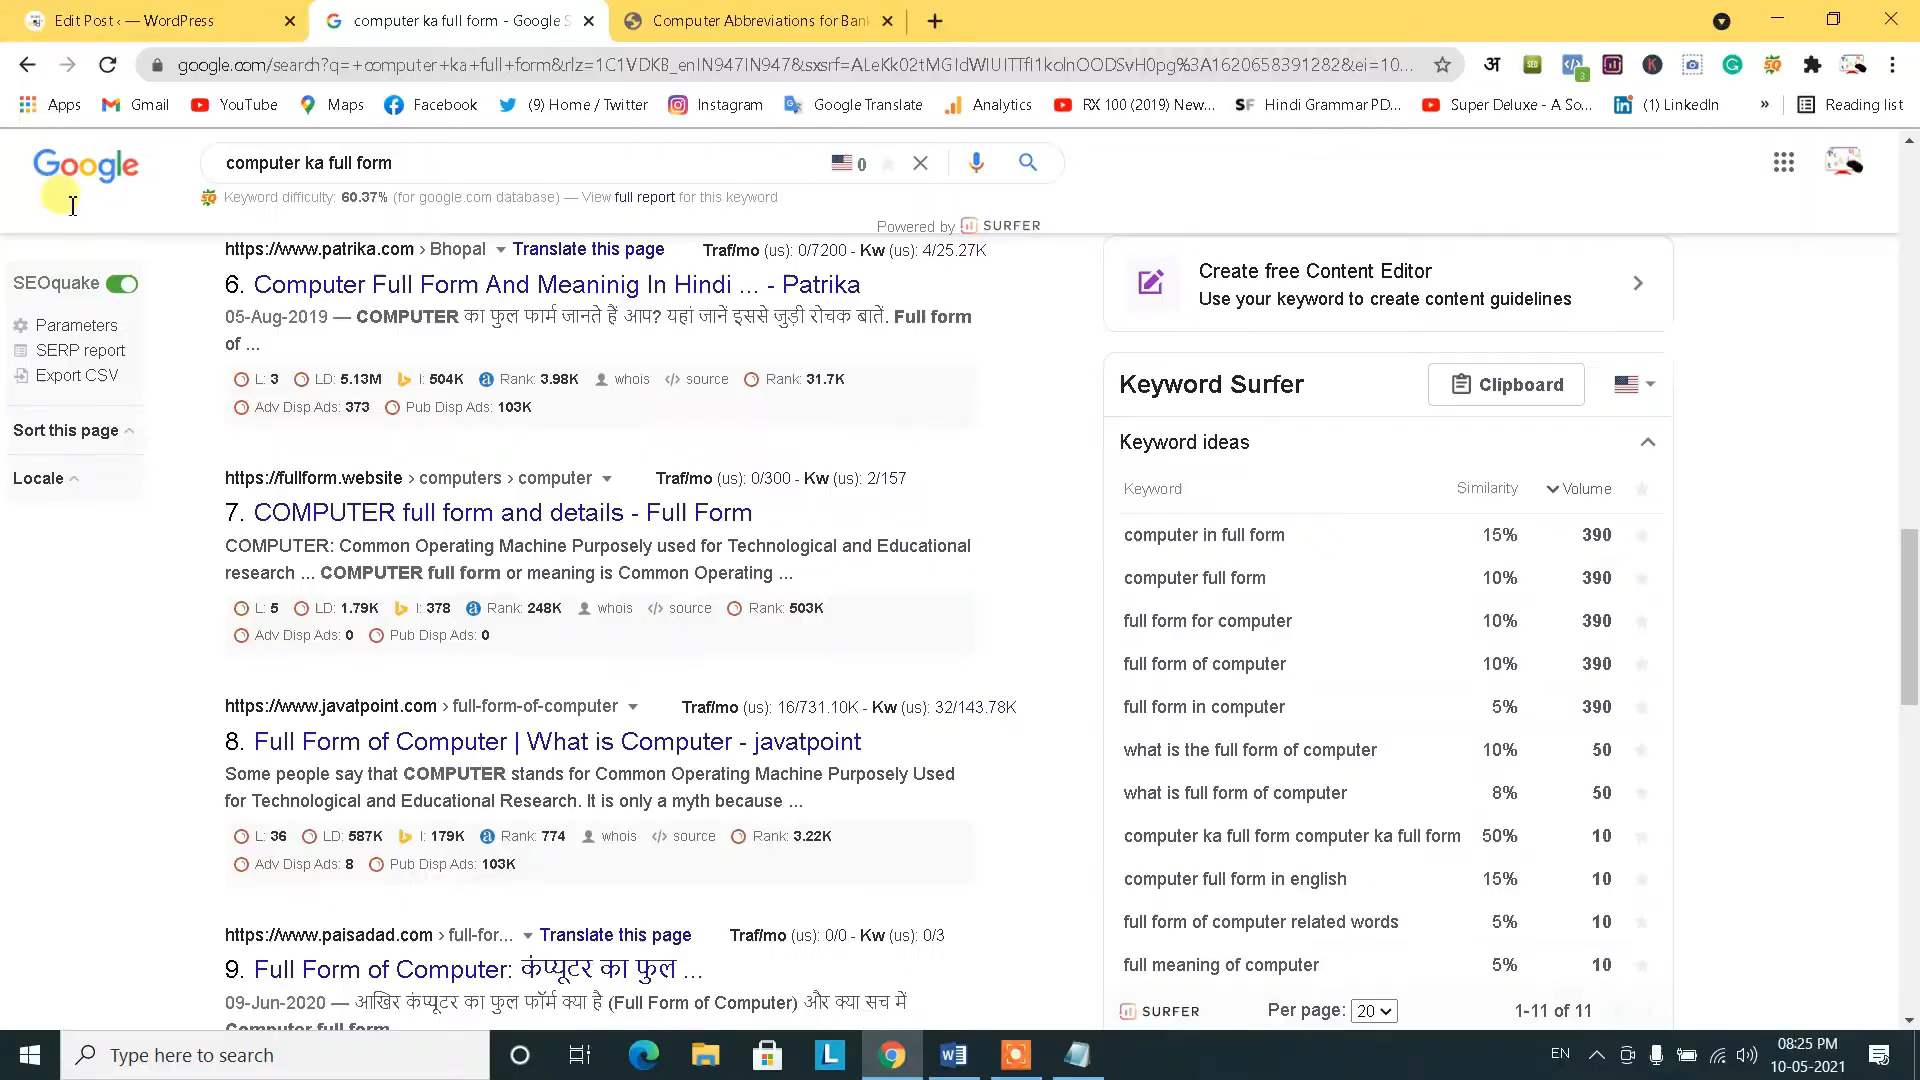 Edit Post ‹ — WordPress
computer ka full form - Google S
Computer Abbreviations for Ban
google.com/search?q=+computer+ka+full+form&rlz=1C1VDKB_enIN947IN947&sxsrf=
Apps Gmail YouTube Maps Facebook (9) Home / Twitter Instagram Google Translate Analytics RX 100 (2019) New... Hindi Grammar PD... Super Deluxe - A So... (1) LinkedIn » Reading list
Google
computer ka full form
0
Keyword difficulty: 60.37% (for google.com database) — View full report for this keyword
Powered by SURFER
SEOquake
Parameters
SERP report
Export CSV
Sort this page
Locale
https://www.patrika.com › Bhopal Translate this page Traf/mo (us): 0/7200 - Kw (us): 4/25.27K
6. Computer Full Form And Meaninig In Hindi ... - Patrika
05-Aug-2019 — COMPUTER का फुल फार्म जानते हैं आप? यहां जानें इससे जुड़ी रोचक बातें. Full form
of ...
L: 3 LD: 5.13M I: 504K Rank: 3.98K whois source Rank: 31.7K
Adv Disp Ads: 373 Pub Disp Ads: 103K
https://fullform.website › computers › computer Traf/mo (us): 0/300 - Kw (us): 2/157
7. COMPUTER full form and details - Full Form
COMPUTER: Common Operating Machine Purposely used for Technological and Educational
research ... COMPUTER full form or meaning is Common Operating ...
L: 5 LD: 1.79K I: 378 Rank: 248K whois source Rank: 503K
Adv Disp Ads: 0 Pub Disp Ads: 0
https://www.javatpoint.com › full-form-of-computer Traf/mo (us): 16/731.10K - Kw (us): 32/143.78K
8. Full Form of Computer | What is Computer - javatpoint
Some people say that COMPUTER stands for Common Operating Machine Purposely Used
for Technological and Educational Research. It is only a myth because ...
L: 36 LD: 587K I: 179K Rank: 774 whois source Rank: 3.22K
Adv Disp Ads: 8 Pub Disp Ads: 103K
https://www.paisadad.com › full-for... Translate this page Traf/mo (us): 0/0 - Kw (us): 0/3
9. Full Form of Computer: कंप्यूटर का फुल ...
09-Jun-2020 — आखिर कंप्यूटर का फुल फॉर्म क्या है (Full Form of Computer) और क्या सच में
Computer full form
Create free Content Editor
Use your keyword to create content guidelines
Keyword Surfer Clipboard
Keyword ideas
Keyword Similarity Volume
computer in full form 15% 390
computer full form 10% 390
full form for computer 10% 390
full form of computer 10% 390
full form in computer 5% 390
what is the full form of computer 10% 50
what is full form of computer 8% 50
computer ka full form computer ka full form 50% 10
computer full form in english 15% 10
full form of computer related words 5% 10
full meaning of computer 5% 10
SURFER Per page: 20 1-11 of 11
Type here to search
EN 08:25 PM
10-05-2021